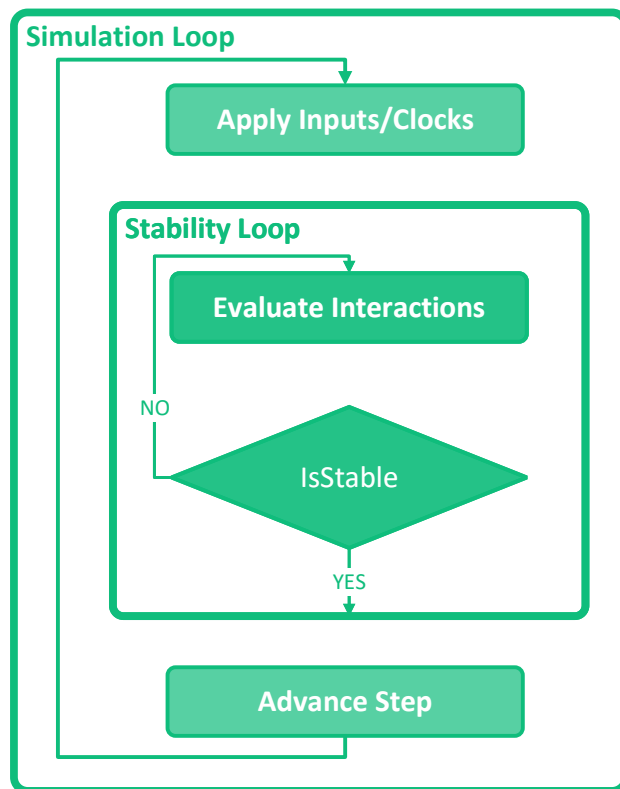 Simulation Loop
Apply Inputs/Clocks
Stability Loop
Evaluate Interactions
NO
IsStable
YES
Advance Step